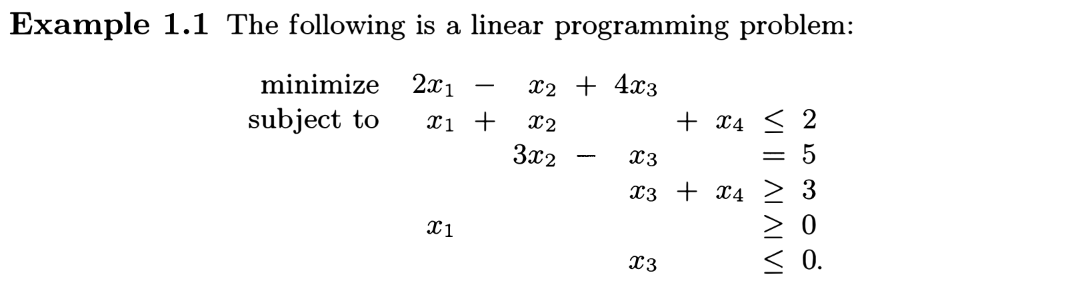 Example 1.1 The following is a linear programming problem:
minimize 2x₁ − x₂ + 4x₃
subject to x₁ + x₂ + x₄ ≤ 2
3x₂ − x₃ = 5
x₃ + x₄ ≥ 3
x₁ ≥ 0
x₃ ≤ 0.